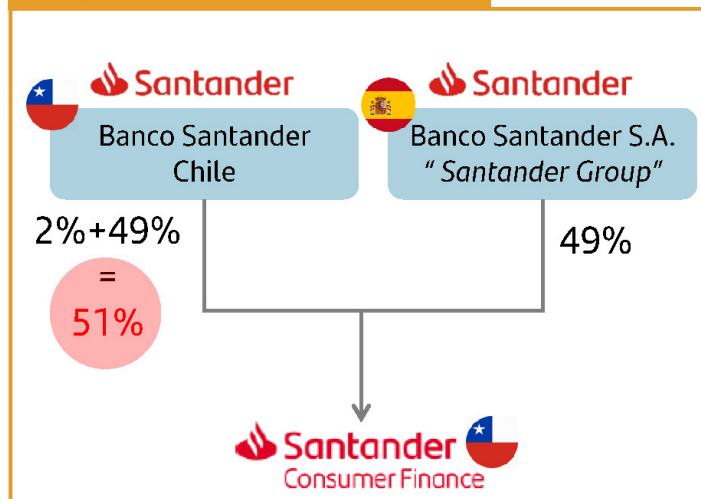 Santander
Santander
Banco Santander
Chile
Banco Santander S.A.
“ Santander Group”
2%+49%
=
51%
49%
Santander
Consumer Finance